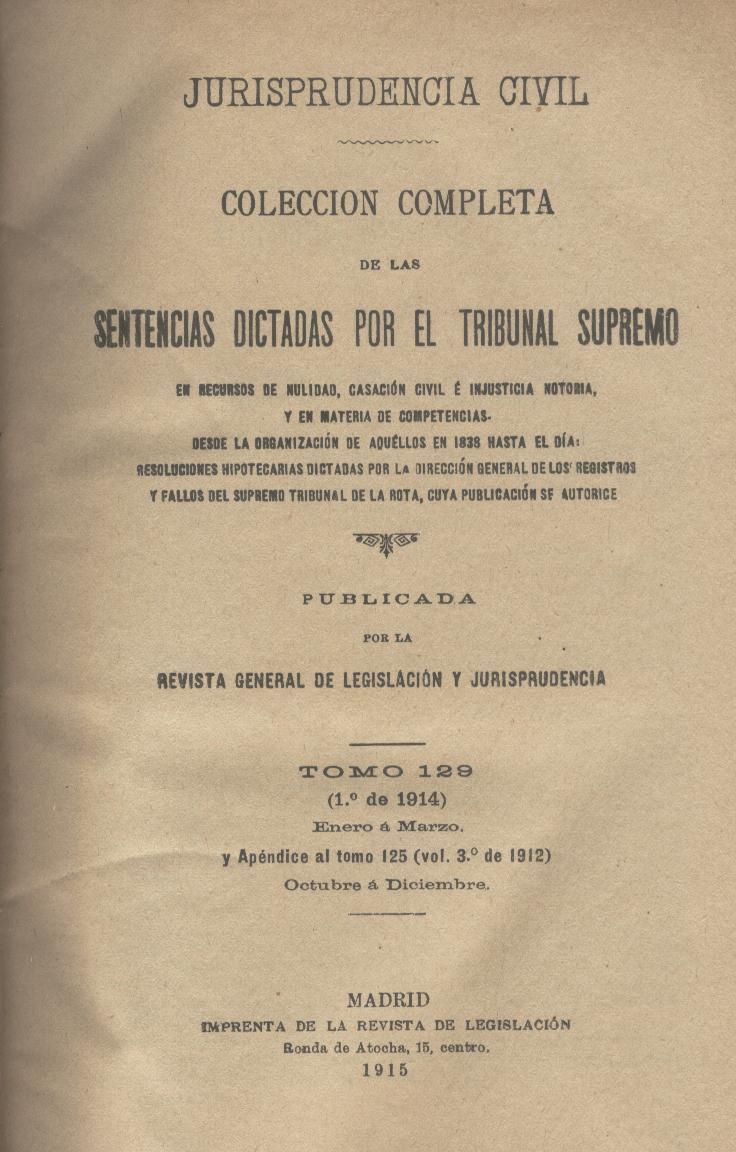 JURISPRUDENCIA CIVIL
COLECCION COMPLETA
DE LAS
SENTENCIAS DICTADAS POR EL TRIBUNAL SUPREMO
EN RECURSOS DE NULIDAD, CASACIÓN CIVIL É INJUSTICIA NOTORIA,
Y EN MATERIA DE COMPETENCIAS.
DESDE LA ORGANIZACIÓN DE AQUÉLLOS EN 1838 HASTA EL DÍA:
RESOLUCIONES HIPOTECARIAS DICTADAS POR LA DIRECCIÓN GENERAL DE LOS REGISTROS
Y FALLOS DEL SUPREMO TRIBUNAL DE LA ROTA, CUYA PUBLICACIÓN SE AUTORICE
PUBLICADA
POR LA
REVISTA GENERAL DE LEGISLACIÓN Y JURISPRUDENCIA
TOMO 129
(1.º de 1914)
Enero á Marzo.
y Apéndice al tomo 125 (vol. 3.º de 1912)
Octubre á Diciembre.
MADRID
IMPRENTA DE LA REVISTA DE LEGISLACIÓN
Ronda de Atocha, 15, centro.
1915